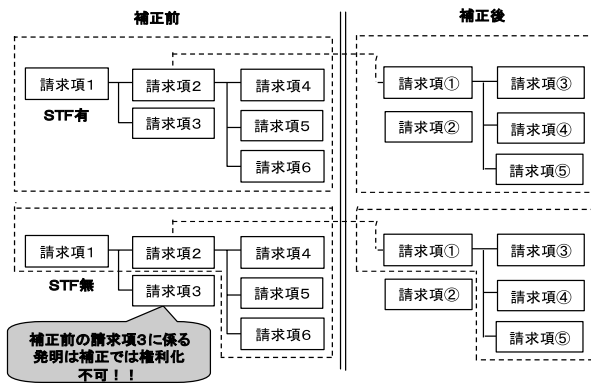 補正前
補正後
請求項1
請求項2
請求項4
請求項①
請求項③
STF有
請求項3
請求項5
請求項②
請求項④
請求項6
請求項⑤
請求項1
請求項2
請求項4
請求項①
請求項③
STF無
請求項3
請求項5
請求項②
請求項④
請求項6
請求項⑤
補正前の請求項3に係る
発明は補正では権利化
不可！！